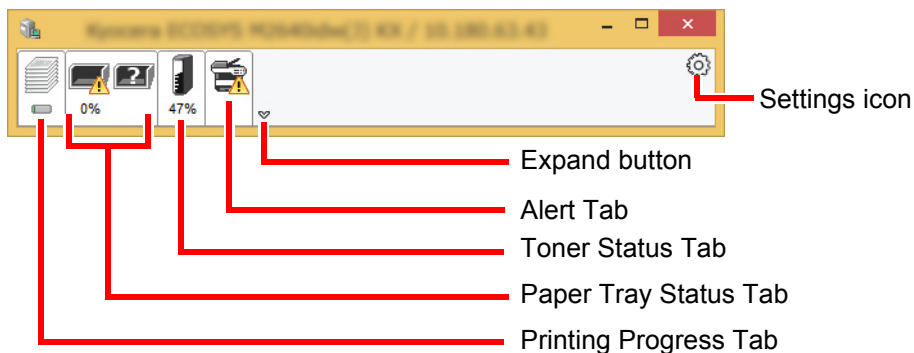 0%
47%
Settings icon
Expand button
Alert Tab
Toner Status Tab
Paper Tray Status Tab
Printing Progress Tab